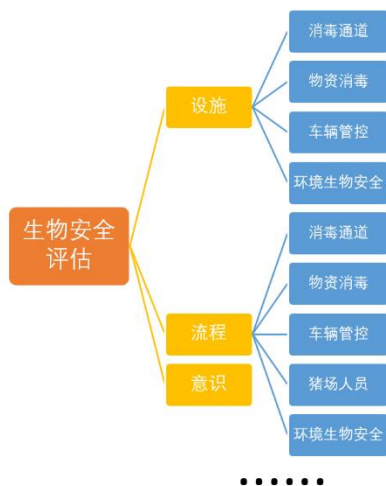 消毒通道
物资消毒
设施
车辆管控
环境生物安全
生物安全
评估
消毒通道
物资消毒
流程
车辆管控
意识
猪场人员
环境生物安全
......